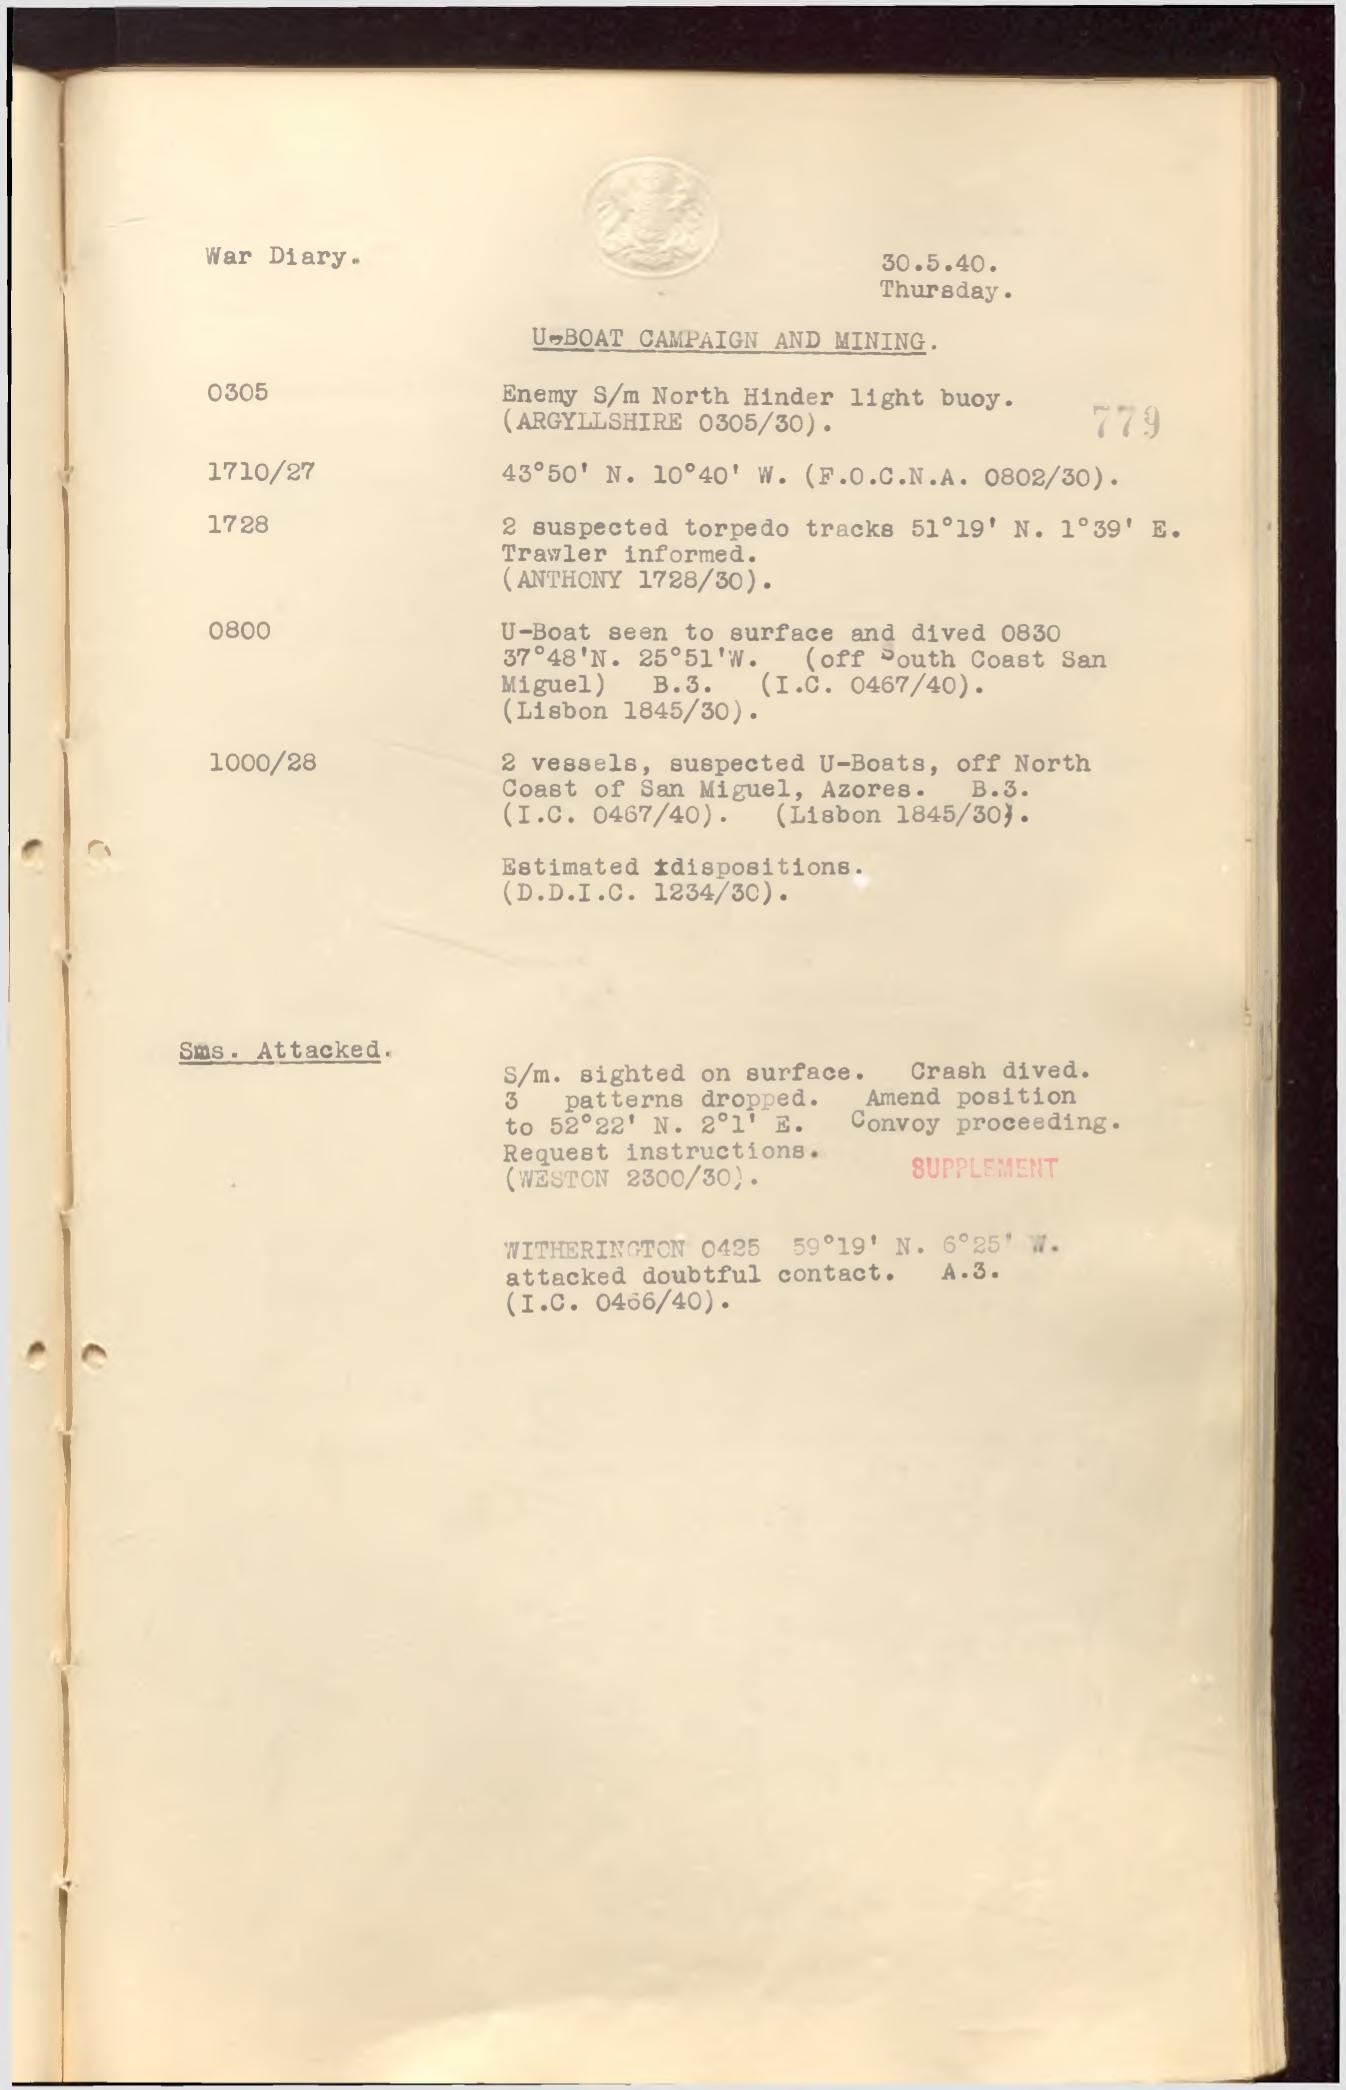 War Diary.
30.5.40.
Thursday.
U-BOAT CAMPAIGN AND MINING.
0305 Enemy S/m North Hinder light buoy.
(ARGYLLSHIRE 0305/30).
779
1710/27 43°50' N. 10°40' W. (F.O.C.N.A. 0802/30).
1728 2 suspected torpedo tracks 51°19' N. 1°39' E.
Trawler informed.
(ANTHONY 1728/30).
0800 U-Boat seen to surface and dived 0830
37°48'N. 25°51'W. (off South Coast San
Miguel) B.3. (I.C. 0467/40).
(Lisbon 1845/30).
1000/28 2 vessels, suspected U-Boats, off North
Coast of San Miguel, Azores. B.3.
(I.C. 0467/40). (Lisbon 1845/30).
Estimated xdispositions.
(D.D.I.C. 1234/30).
Sms. Attacked.
S/m. sighted on surface. Crash dived.
3 patterns dropped. Amend position
to 52°22' N. 2°1' E. Convoy proceeding.
Request instructions.
(WESTON 2300/30).
SUPPLEMENT
WITHERINGTON 0425 59°19' N. 6°25' W.
attacked doubtful contact. A.3.
(I.C. 0466/40).